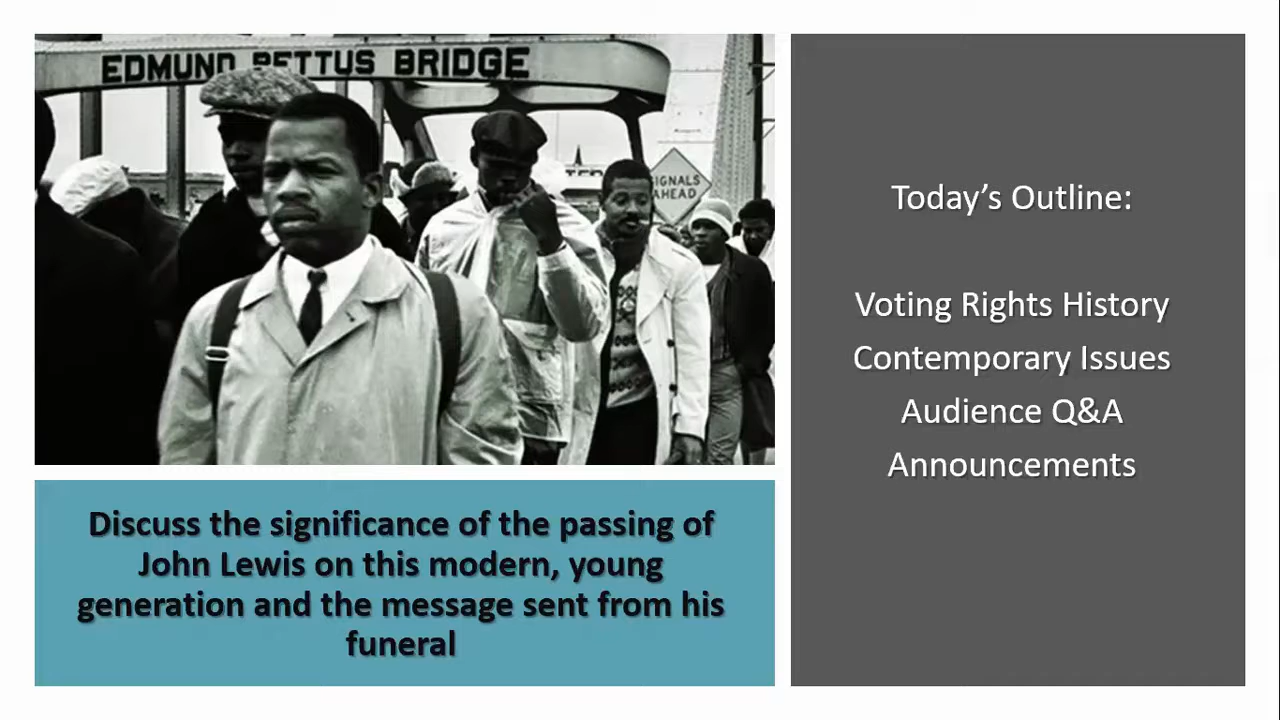 EDMUND PETTUS BRIDGE
SIGNALS
AHEAD
Discuss the significance of the passing of
John Lewis on this modern, young
generation and the message sent from his
funeral
Today’s Outline:
Voting Rights History
Contemporary Issues
Audience Q&A
Announcements